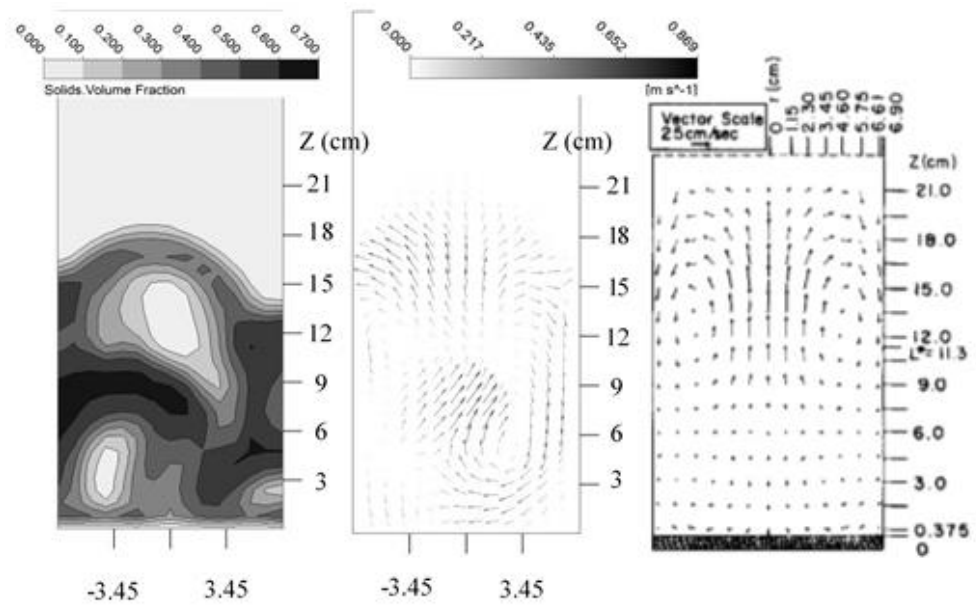 0.000 0.100 0.200 0.300 0.400 0.500 0.600 0.700
Solids.Volume Fraction
Z (cm)
21
18
15
12
9
6
3
-3.45 3.45
0.000 0.217 0.435 0.652 0.869
[m s^-1]
Z (cm)
21
18
15
12
9
6
3
-3.45 3.45
Vector Scale
25cm/sec
r (cm)
0 1.15 2.30 3.45 4.60 5.75 6.61 6.90
Z(cm)
21.0
18.0
15.0
12.0
L*=11.3
9.0
6.0
3.0
0.375
0